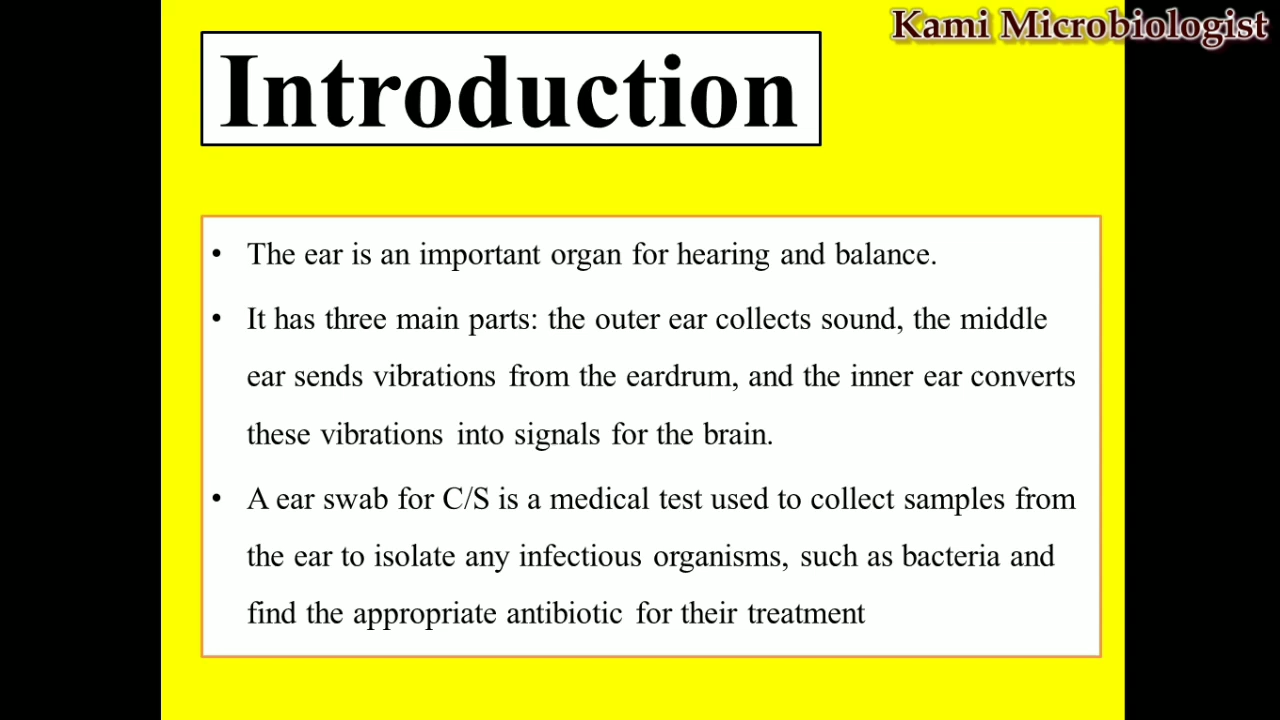 Kami Microbiologist
Introduction
• The ear is an important organ for hearing and balance.
• It has three main parts: the outer ear collects sound, the middle
ear sends vibrations from the eardrum, and the inner ear converts
these vibrations into signals for the brain.
• A ear swab for C/S is a medical test used to collect samples from
the ear to isolate any infectious organisms, such as bacteria and
find the appropriate antibiotic for their treatment